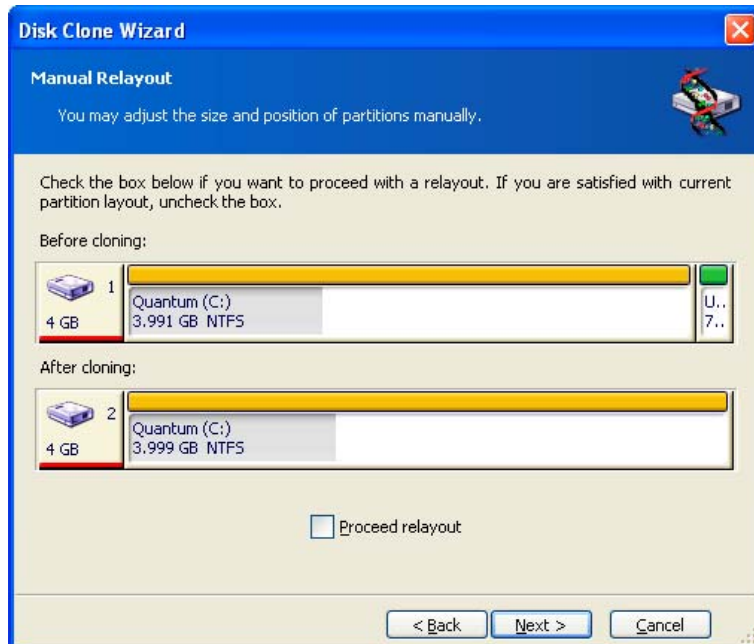 Disk Clone Wizard
Manual Relayout
You may adjust the size and position of partitions manually.
Check the box below if you want to proceed with a relayout. If you are satisfied with current
partition layout, uncheck the box.
Before cloning:
1
4 GB
Quantum (C:)
3.991 GB NTFS
U..
7..
After cloning:
2
4 GB
Quantum (C:)
3.999 GB NTFS
Proceed relayout
< Back
Next >
Cancel